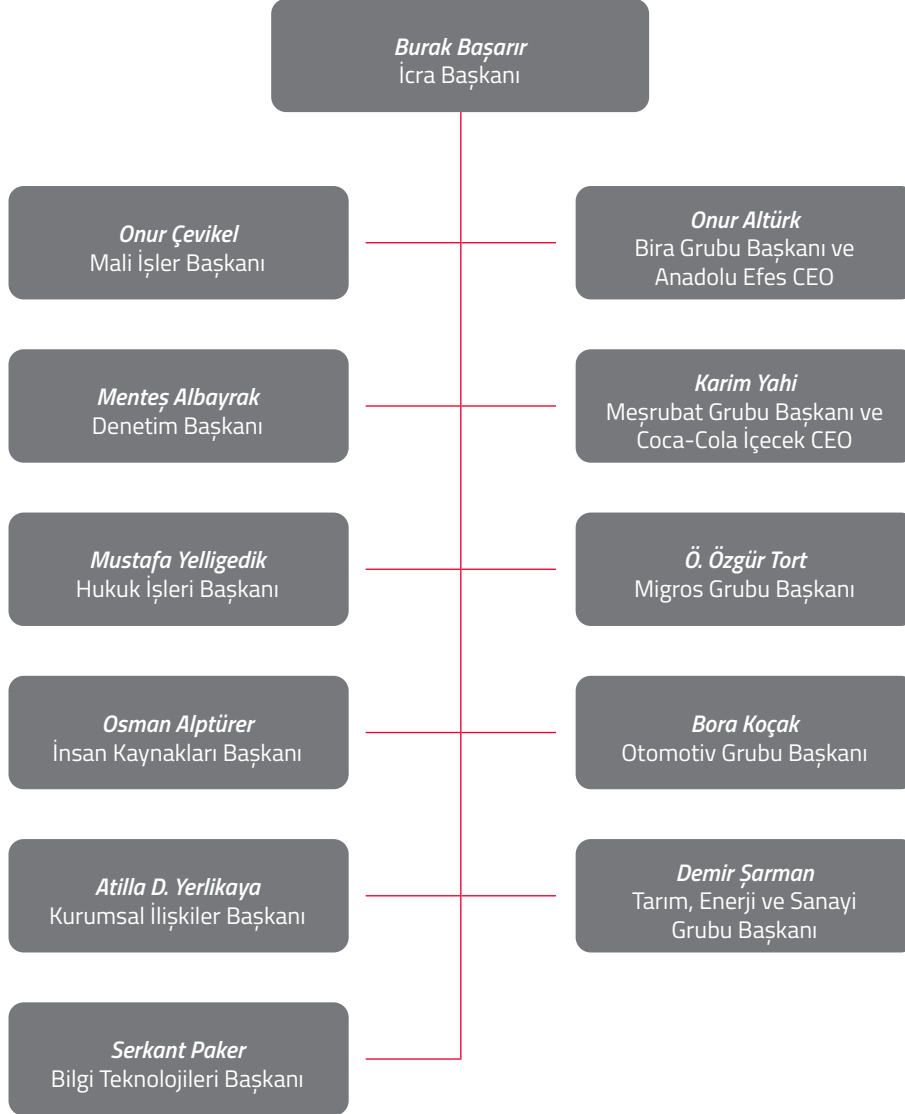 Burak Başarır
İcra Başkanı
Onur Çevikel
Mali İşler Başkanı
Onur Altürk
Bira Grubu Başkanı ve
Anadolu Efes CEO
Menteş Albayrak
Denetim Başkanı
Karim Yahi
Meşrubat Grubu Başkanı ve
Coca-Cola İçecek CEO
Mustafa Yelligedik
Hukuk İşleri Başkanı
Ö. Özgür Tort
Migros Grubu Başkanı
Osman Alptürer
İnsan Kaynakları Başkanı
Bora Koçak
Otomotiv Grubu Başkanı
Atilla D. Yerlikaya
Kurumsal İlişkiler Başkanı
Demir Şarman
Tarım, Enerji ve Sanayi
Grubu Başkanı
Serkant Paker
Bilgi Teknolojileri Başkanı